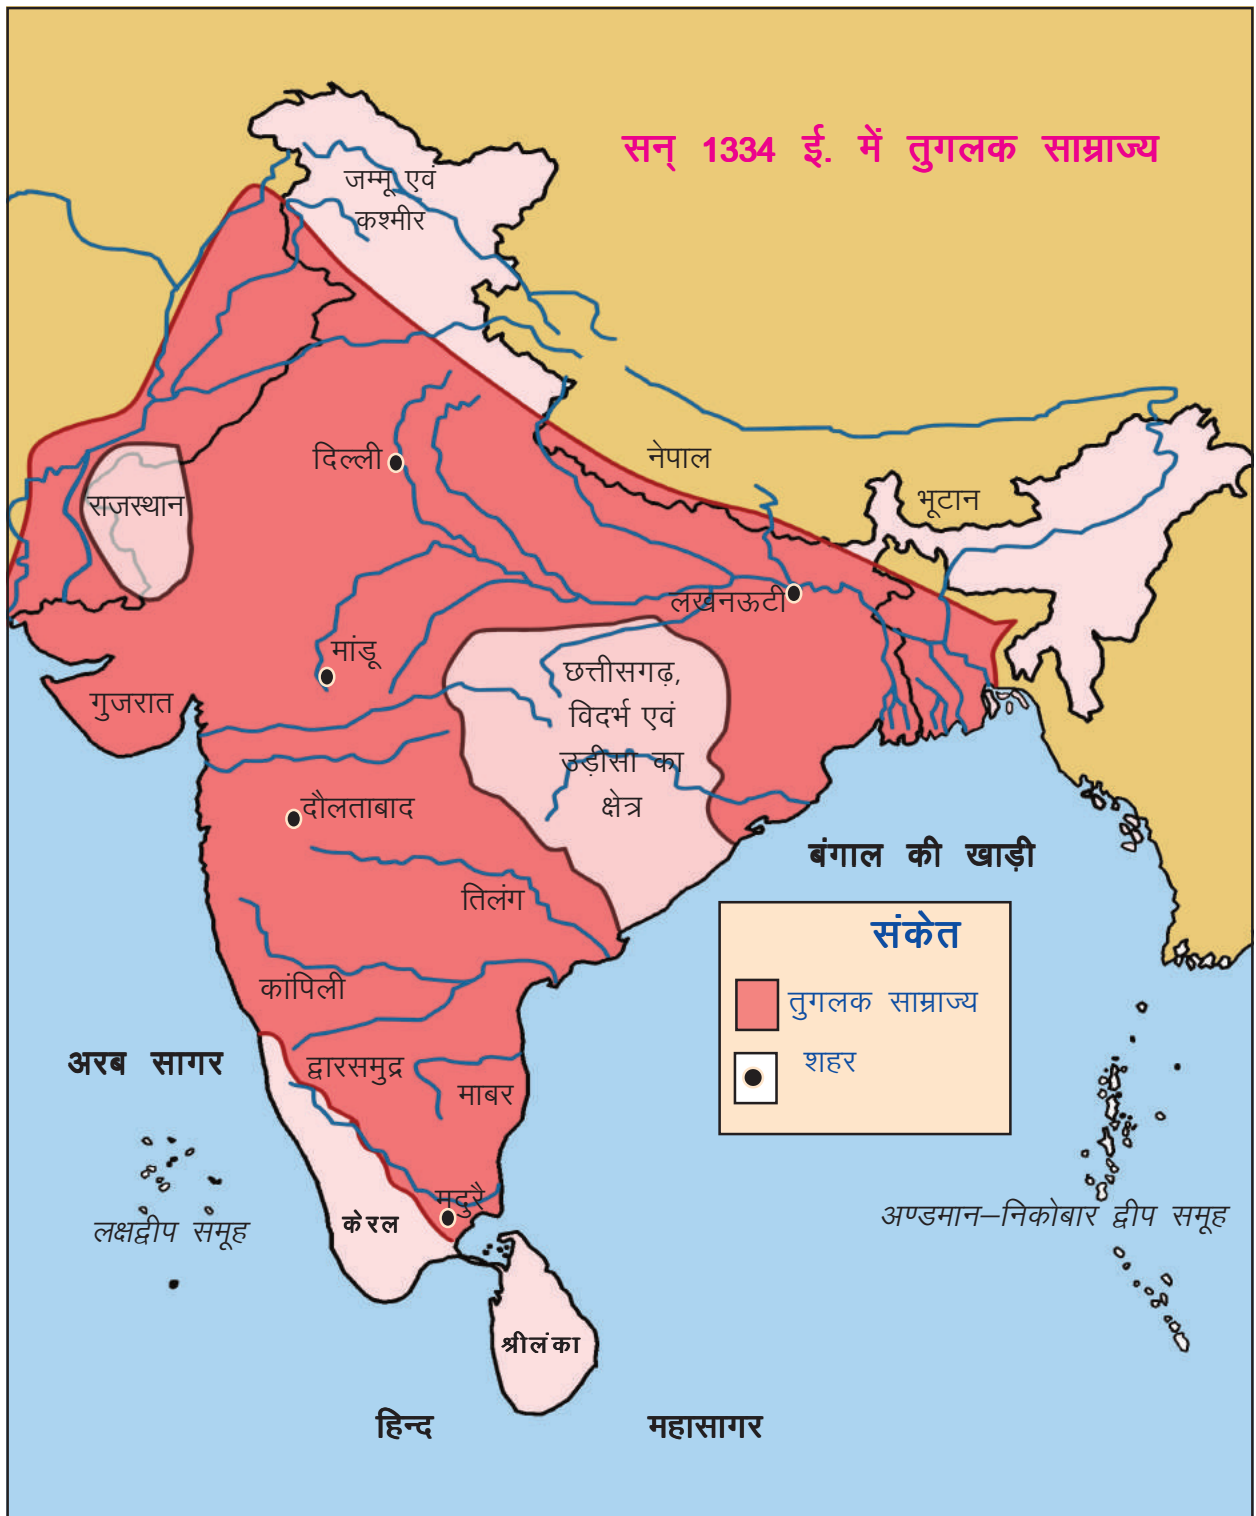 सन् 1334 ई. में तुगलक साम्राज्य
जम्मू एवं
कश्मीर
दिल्ली
नेपाल
राजस्थान
भूटान
लखनऊटी
मांडू
छत्तीसगढ़,
विदर्भ एवं
उड़ीसा का
क्षेत्र
गुजरात
दौलताबाद
बंगाल की खाड़ी
तिलंग
संकेत
तुगलक साम्राज्य
शहर
कांपिली
अरब सागर
द्वारसमुद्र
माबर
मदुरै
केरल
लक्षद्वीप समूह
अण्डमान–निकोबार द्वीप समूह
श्रीलंका
हिन्द महासागर